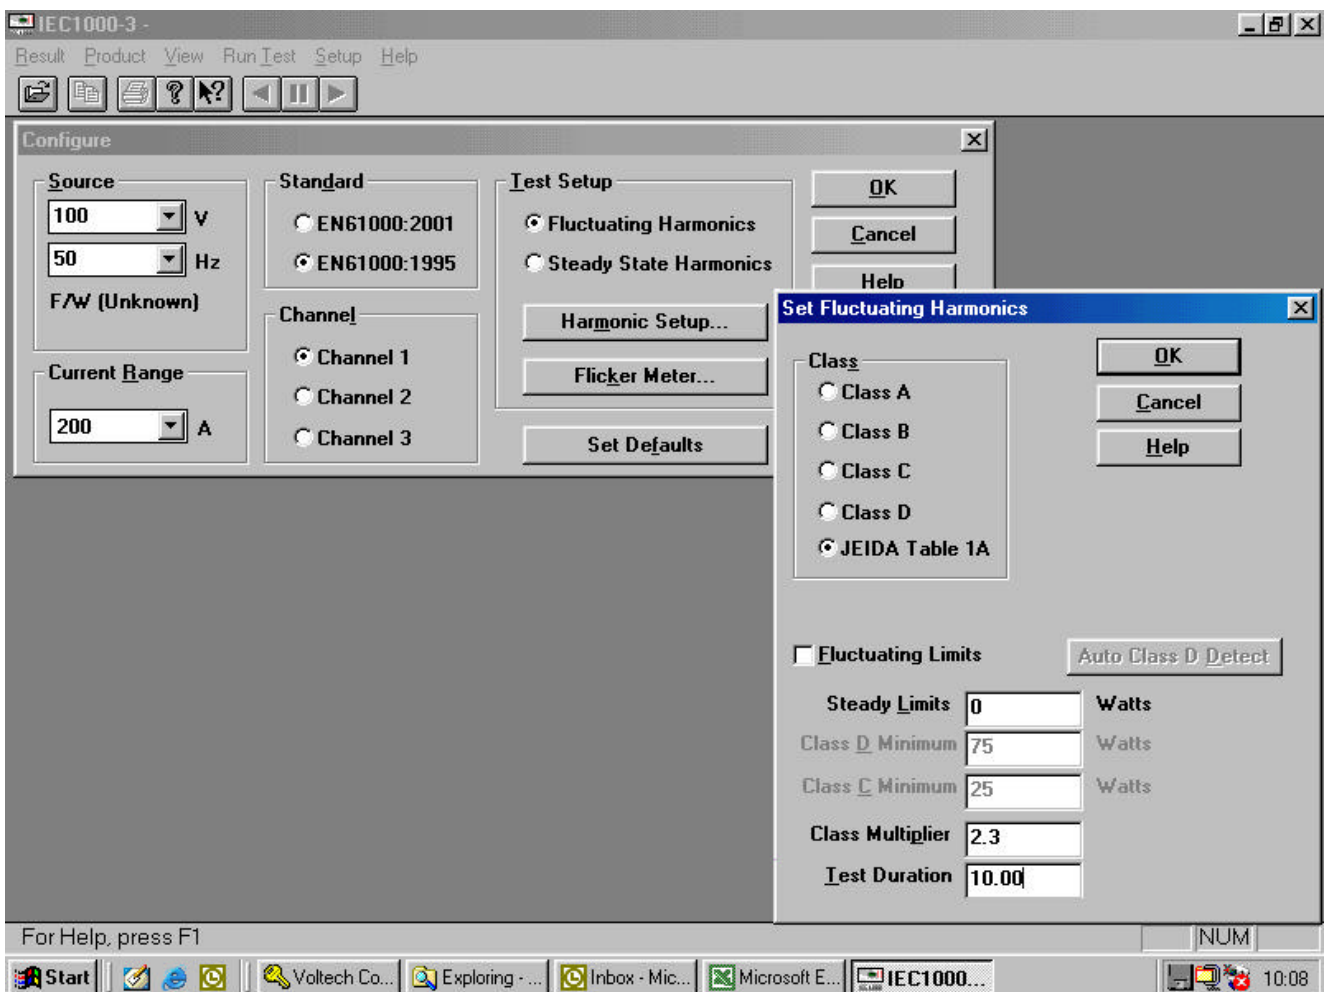 IEC1000-3 -
Result Product View Run Test Setup Help
Configure
Source
100 V
50 Hz
F/W (Unknown)
Current Range
200 A
Standard
EN61000:2001
EN61000:1995
Channel
Channel 1
Channel 2
Channel 3
Test Setup
Fluctuating Harmonics
Steady State Harmonics
Harmonic Setup...
Flicker Meter...
Set Defaults
OK
Cancel
Help
Set Fluctuating Harmonics
Class
Class A
Class B
Class C
Class D
JEIDA Table 1A
OK
Cancel
Help
Fluctuating Limits
Auto Class D Detect
Steady Limits 0 Watts
Class D Minimum 75 Watts
Class C Minimum 25 Watts
Class Multiplier 2.3
Test Duration 10.00
For Help, press F1
NUM
Start Voltech Co... Exploring - ... Inbox - Mic... Microsoft E... IEC1000... 10:08